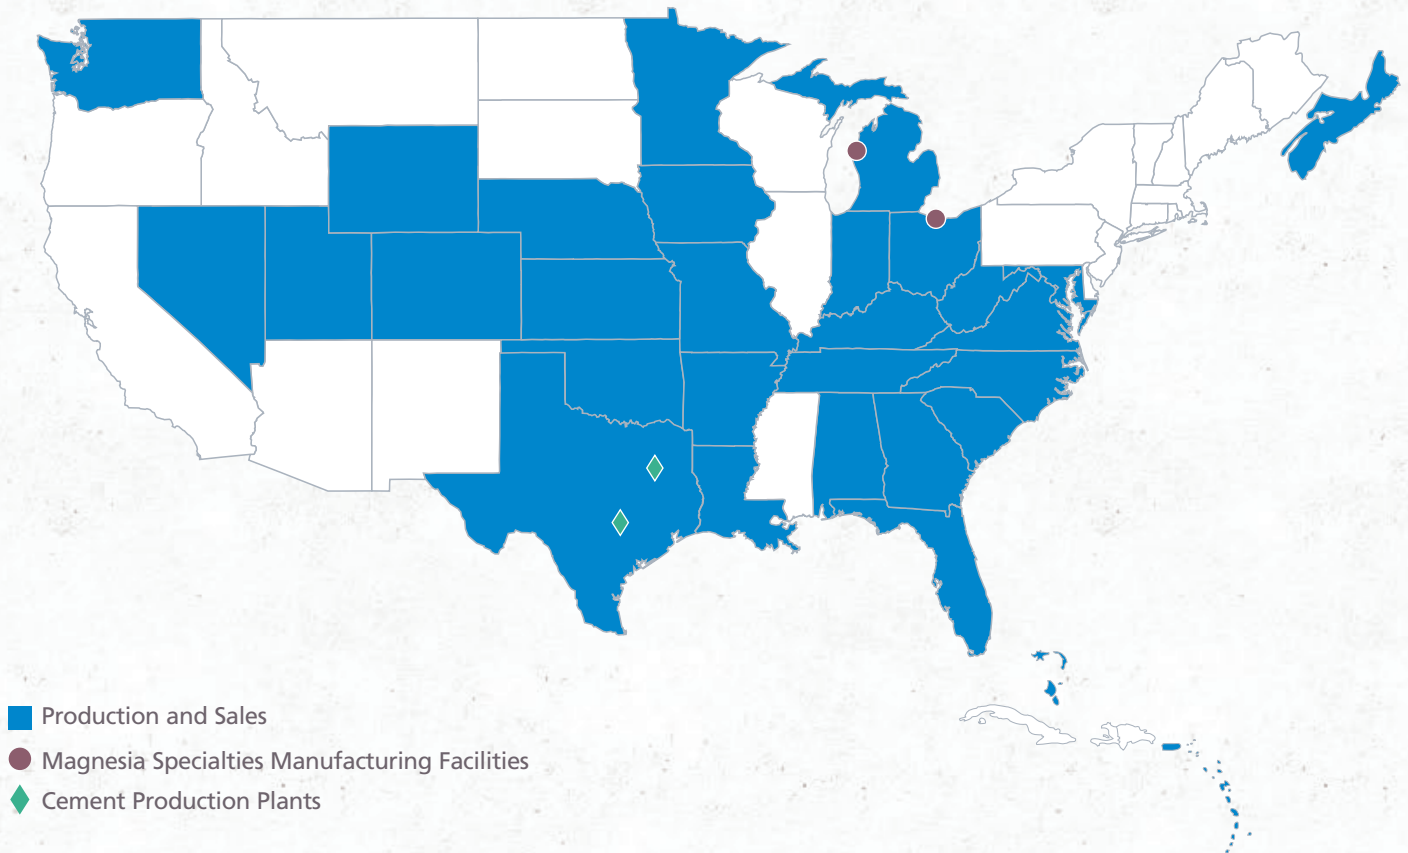 Production and Sales
Magnesia Specialties Manufacturing Facilities
Cement Production Plants